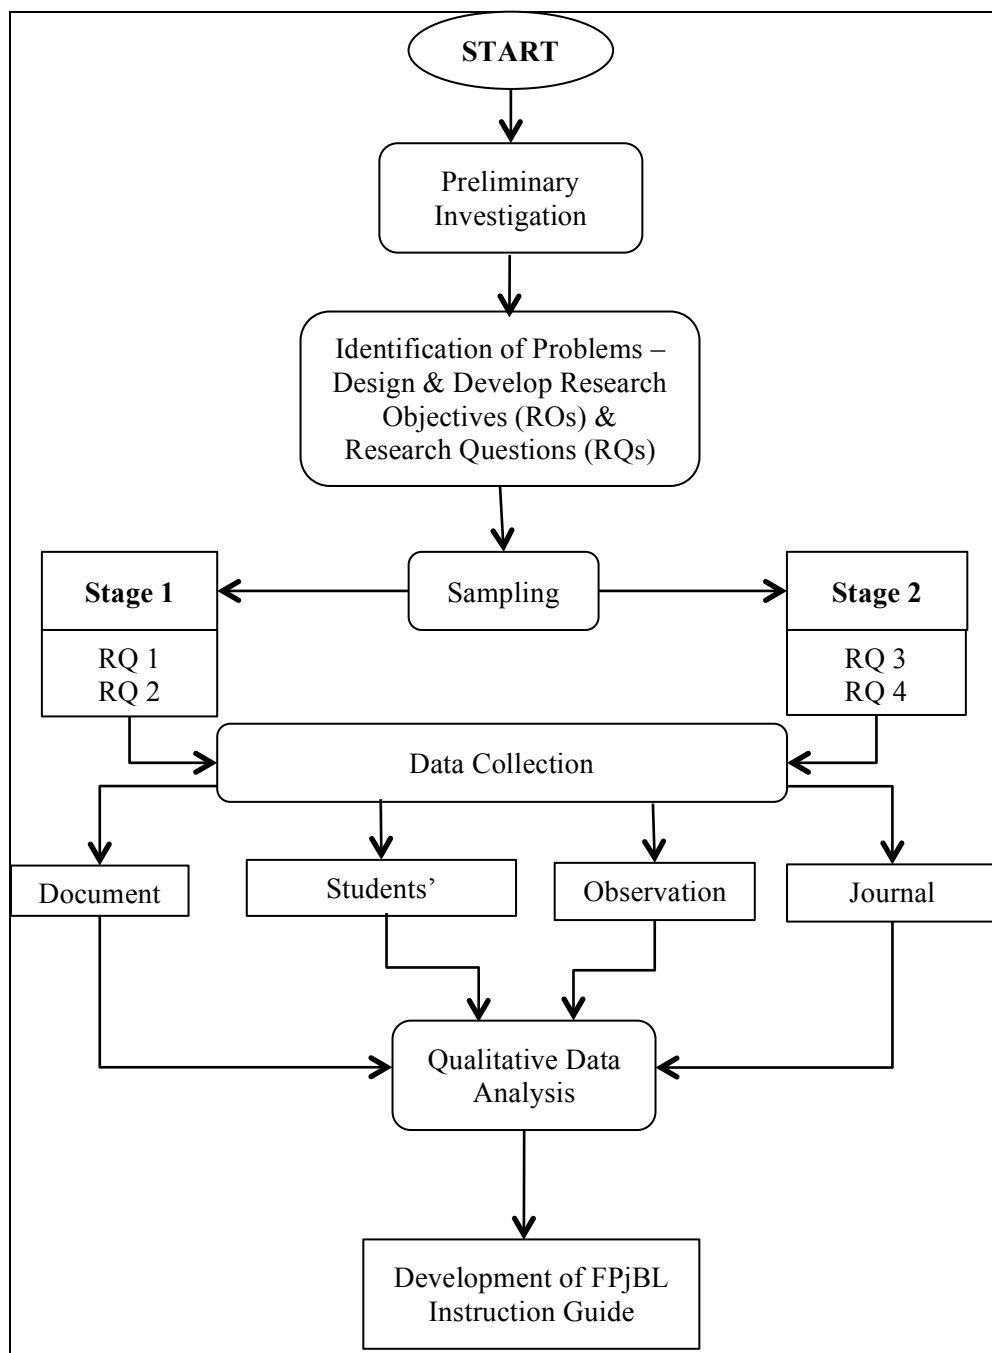 START
Preliminary
Investigation
Identification of Problems –
Design & Develop Research
Objectives (ROs) &
Research Questions (RQs)
Stage 1
Sampling
Stage 2
RQ 1
RQ 2
RQ 3
RQ 4
Data Collection
Document
Students’
Observation
Journal
Qualitative Data
Analysis
Development of FPjBL
Instruction Guide